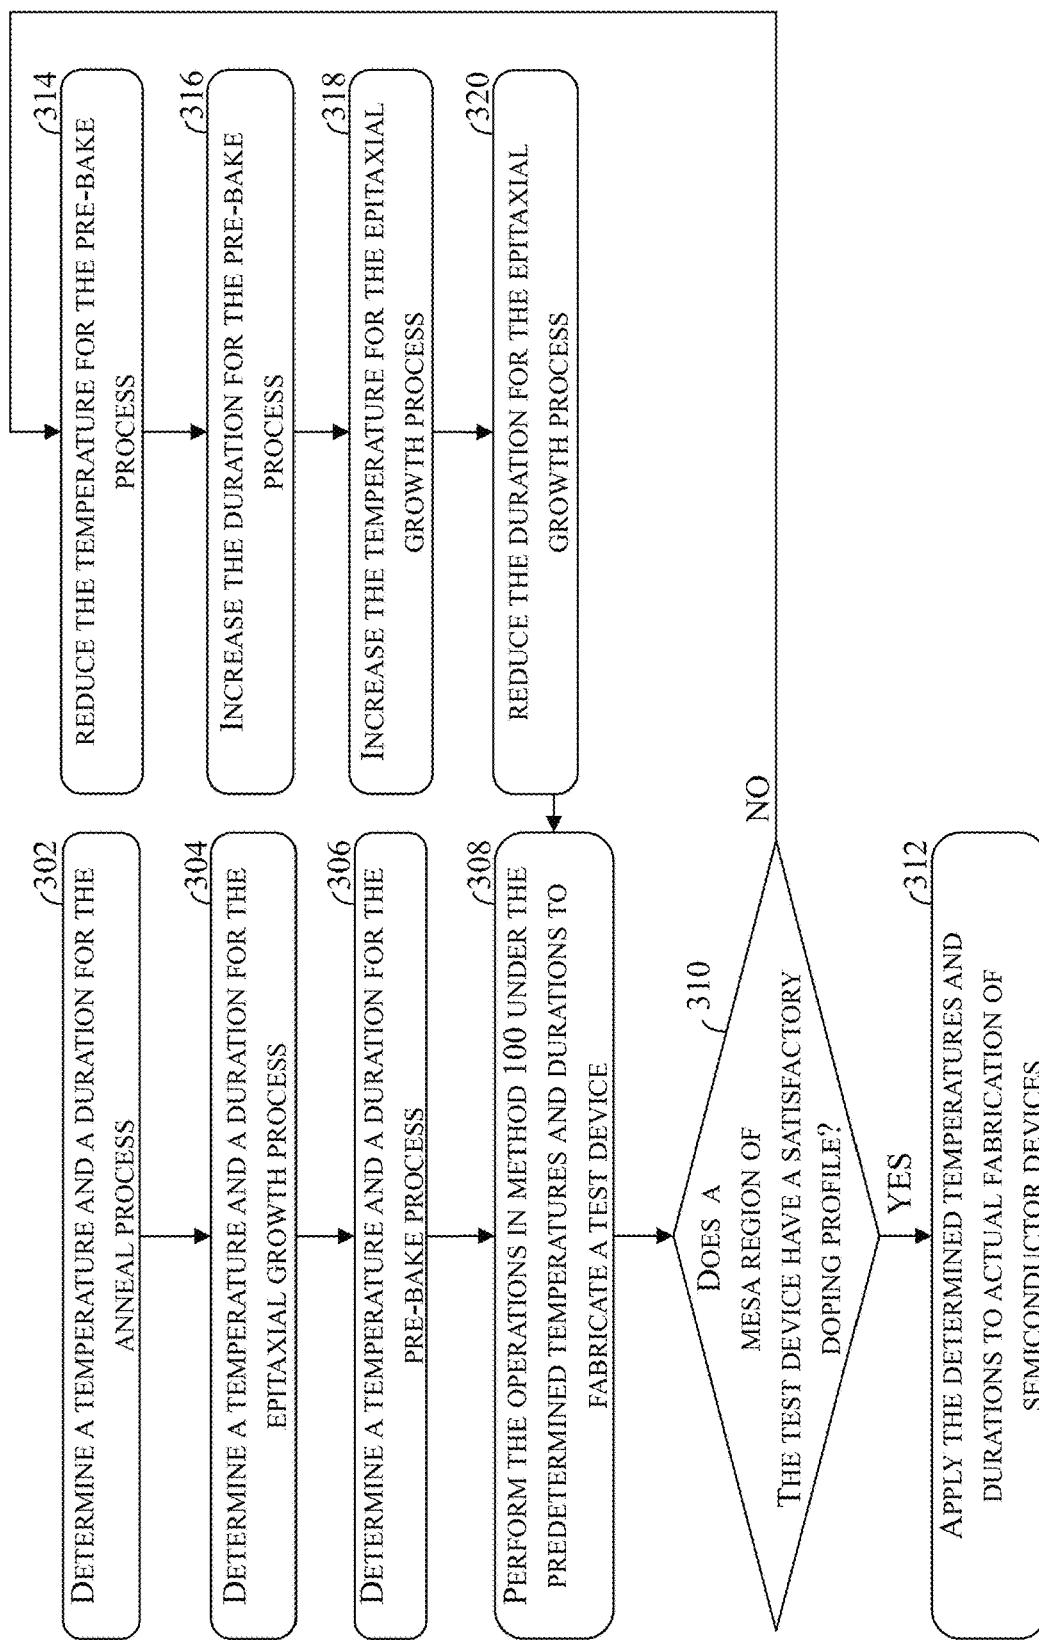 302
DETERMINE A TEMPERATURE AND A DURATION FOR THE
ANNEAL PROCESS
304
DETERMINE A TEMPERATURE AND A DURATION FOR THE
EPITAXIAL GROWTH PROCESS
306
DETERMINE A TEMPERATURE AND A DURATION FOR THE
PRE-BAKE PROCESS
308
PERFORM THE OPERATIONS IN METHOD 100 UNDER THE
PREDETERMINED TEMPERATURES AND DURATIONS TO
FABRICATE A TEST DEVICE
310
DOES A
MESA REGION OF
THE TEST DEVICE HAVE A SATISFACTORY
DOPING PROFILE?
YES
NO
312
APPLY THE DETERMINED TEMPERATURES AND
DURATIONS TO ACTUAL FABRICATION OF
SEMICONDUCTOR DEVICES
314
REDUCE THE TEMPERATURE FOR THE PRE-BAKE
PROCESS
316
INCREASE THE DURATION FOR THE PRE-BAKE
PROCESS
318
INCREASE THE TEMPERATURE FOR THE EPITAXIAL
GROWTH PROCESS
320
REDUCE THE DURATION FOR THE EPITAXIAL
GROWTH PROCESS